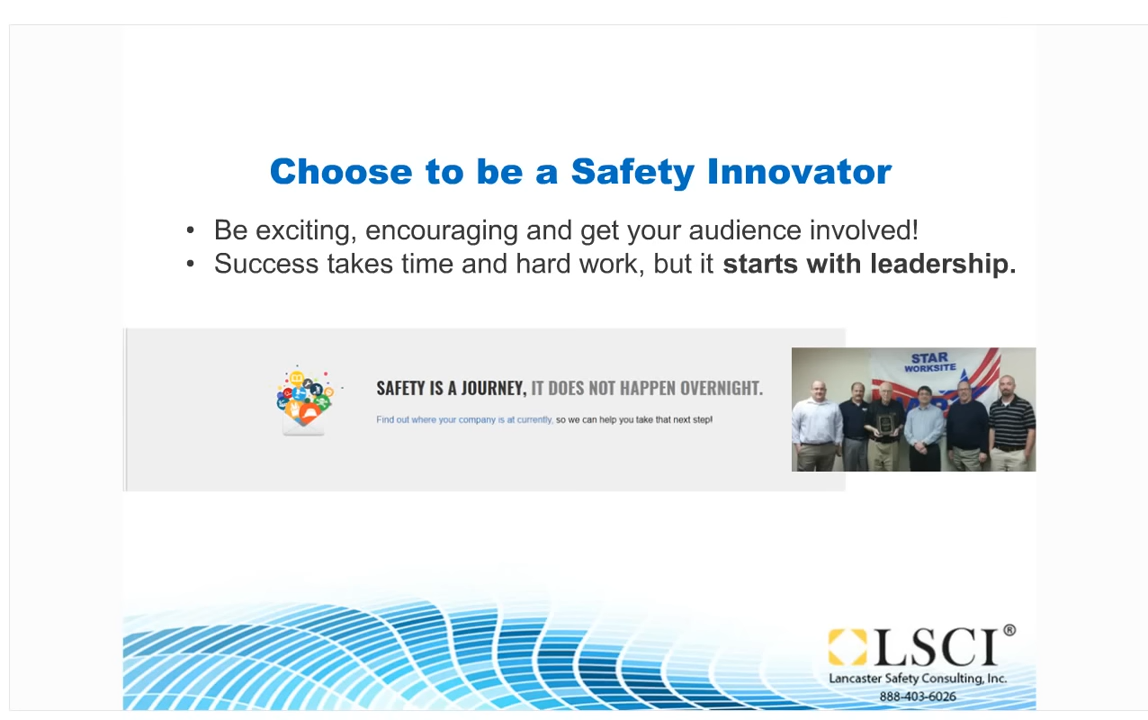 Choose to be a Safety Innovator
• Be exciting, encouraging and get your audience involved!
• Success takes time and hard work, but it starts with leadership.
STAR
WORKSITE
SAFETY IS A JOURNEY, IT DOES NOT HAPPEN OVERNIGHT.
Find out where your company is at currently, so we can help you take that next step!
LSCI®
Lancaster Safety Consulting, Inc.
888-403-6026